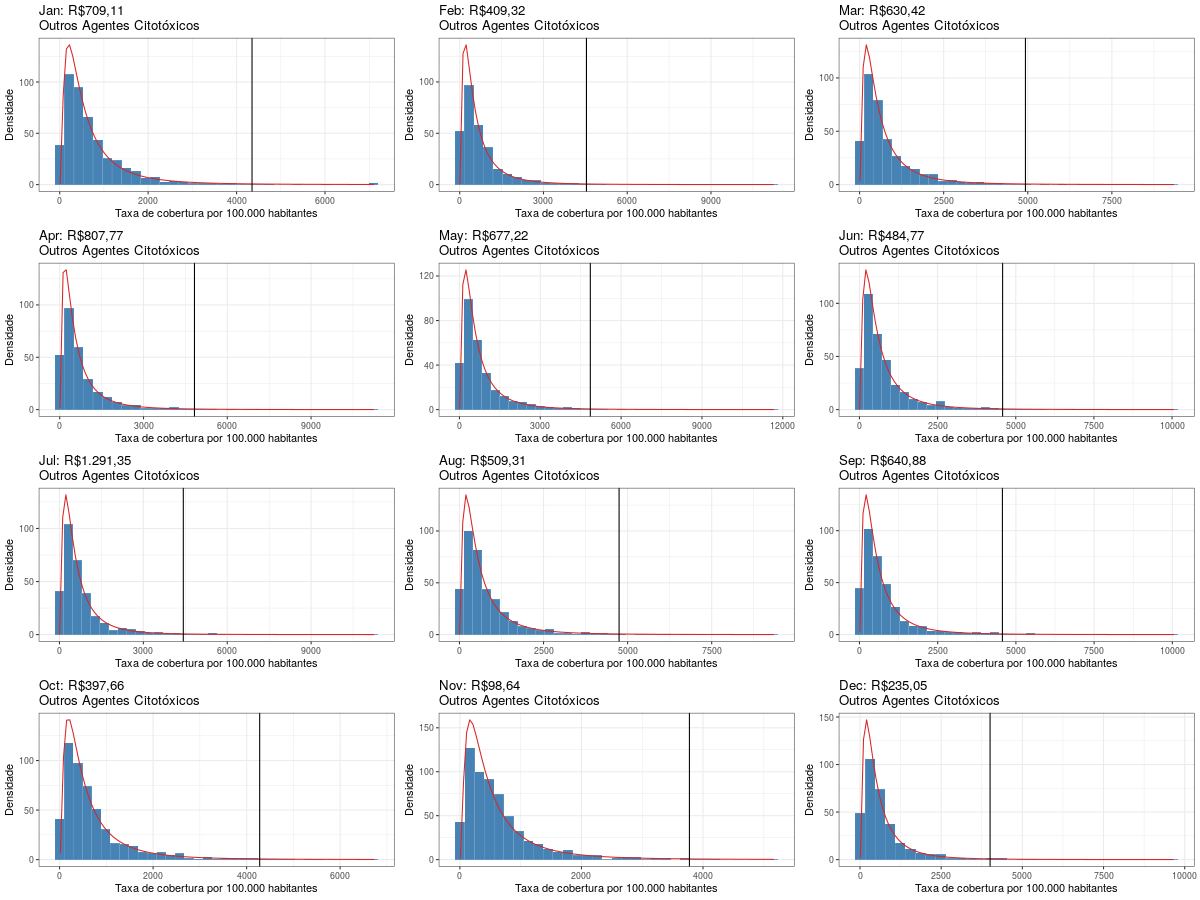 Jan: R$709,11
Outros Agentes Citotóxicos
Densidade
100
50
0
0 2000 4000 6000
Taxa de cobertura por 100.000 habitantes
Feb: R$409,32
Outros Agentes Citotóxicos
Densidade
100
50
0
0 3000 6000 9000
Taxa de cobertura por 100.000 habitantes
Mar: R$630,42
Outros Agentes Citotóxicos
Densidade
100
50
0
0 2500 5000 7500
Taxa de cobertura por 100.000 habitantes
Apr: R$807,77
Outros Agentes Citotóxicos
Densidade
100
50
0
0 3000 6000 9000
Taxa de cobertura por 100.000 habitantes
May: R$677,22
Outros Agentes Citotóxicos
Densidade
120
80
40
0
0 3000 6000 9000 12000
Taxa de cobertura por 100.000 habitantes
Jun: R$484,77
Outros Agentes Citotóxicos
Densidade
100
50
0
0 2500 5000 7500 10000
Taxa de cobertura por 100.000 habitantes
Jul: R$1.291,35
Outros Agentes Citotóxicos
Densidade
100
50
0
0 3000 6000 9000
Taxa de cobertura por 100.000 habitantes
Aug: R$509,31
Outros Agentes Citotóxicos
Densidade
100
50
0
0 2500 5000 7500
Taxa de cobertura por 100.000 habitantes
Sep: R$640,88
Outros Agentes Citotóxicos
Densidade
100
50
0
0 2500 5000 7500 10000
Taxa de cobertura por 100.000 habitantes
Oct: R$397,66
Outros Agentes Citotóxicos
Densidade
100
50
0
0 2000 4000 6000
Taxa de cobertura por 100.000 habitantes
Nov: R$98,64
Outros Agentes Citotóxicos
Densidade
150
100
50
0
0 2000 4000
Taxa de cobertura por 100.000 habitantes
Dec: R$235,05
Outros Agentes Citotóxicos
Densidade
150
100
50
0
0 2500 5000 7500 10000
Taxa de cobertura por 100.000 habitantes